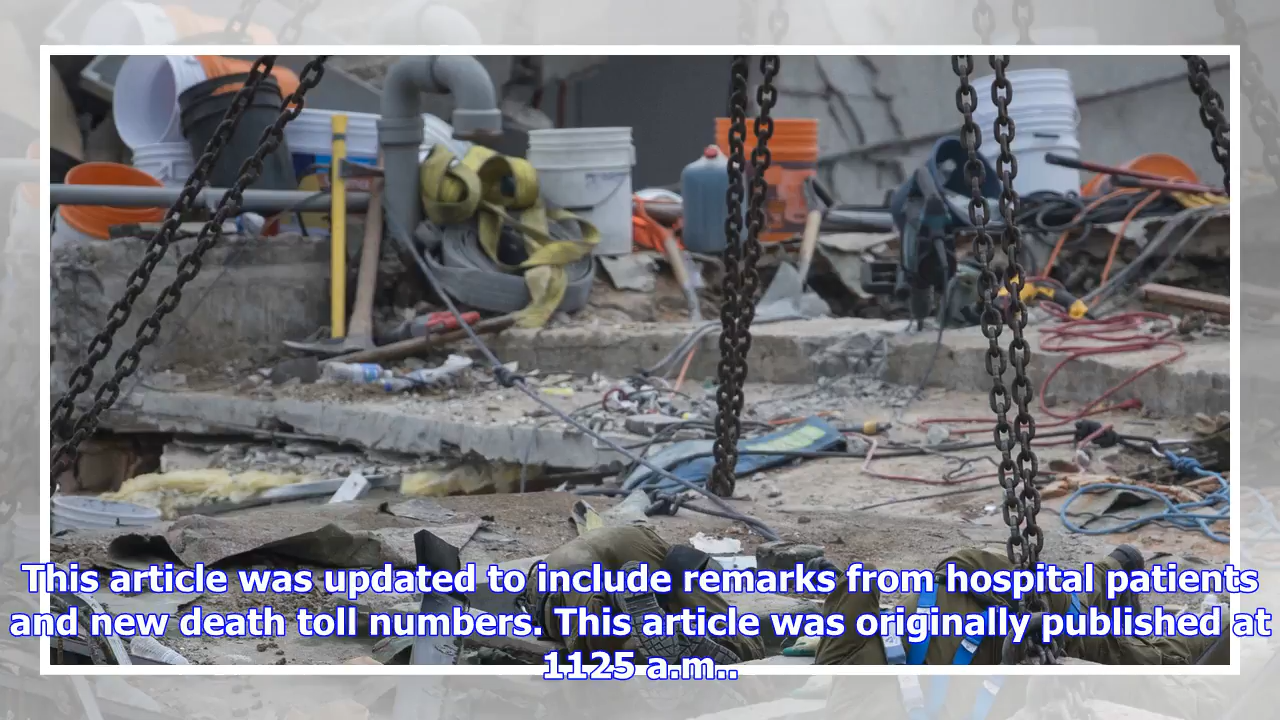 This article was updated to include remarks from hospital patients
and new death toll numbers. This article was originally published at
1125 a.m..